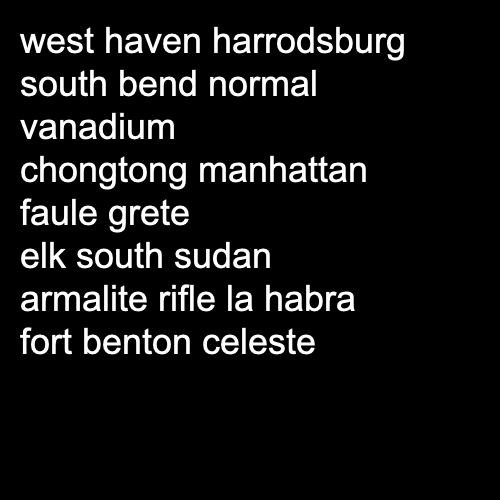 west haven harrodsburg
south bend normal
vanadium
chongtong manhattan
faule grete
elk south sudan
armalite rifle la habra
fort benton celeste